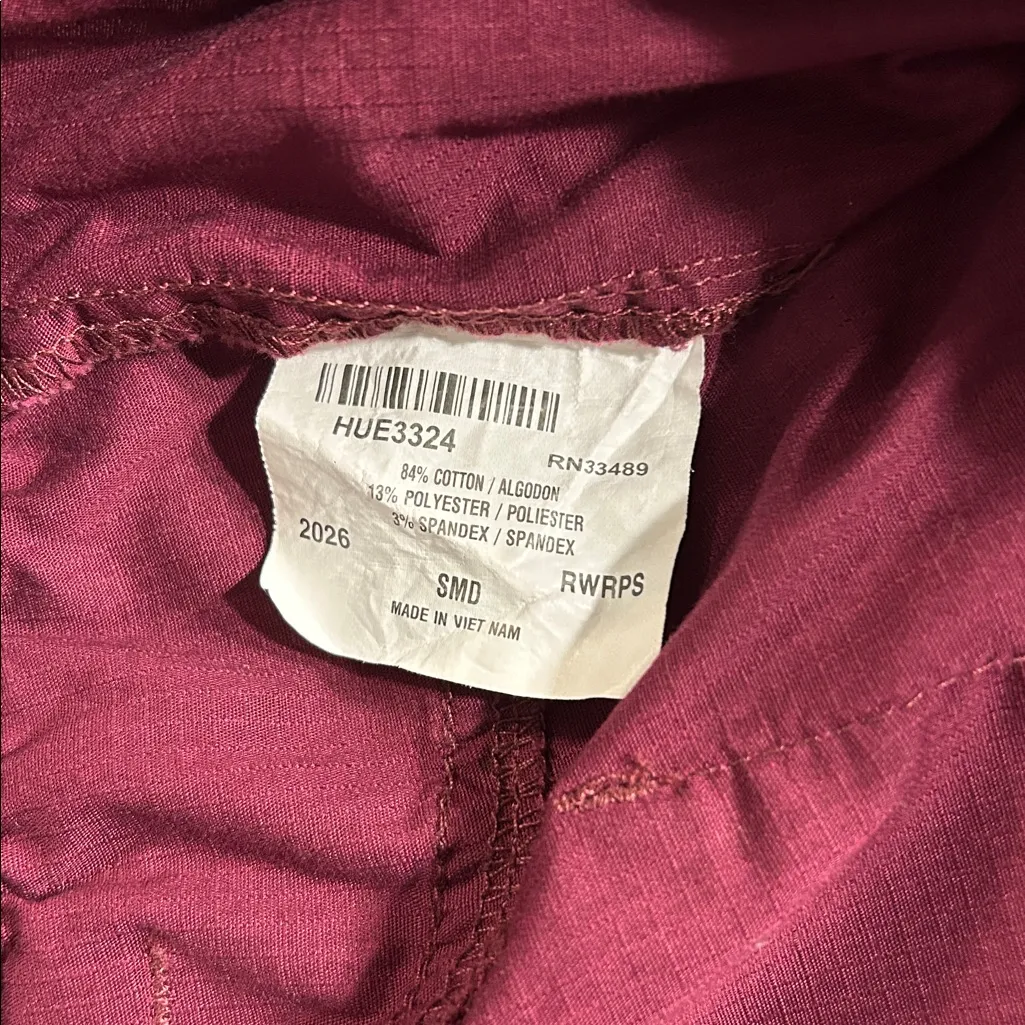 HUE3324
RN33489
84% COTTON / ALGODON
13% POLYESTER / POLIESTER
3% SPANDEX / SPANDEX
2026
SMD
RWRPS
MADE IN VIET NAM